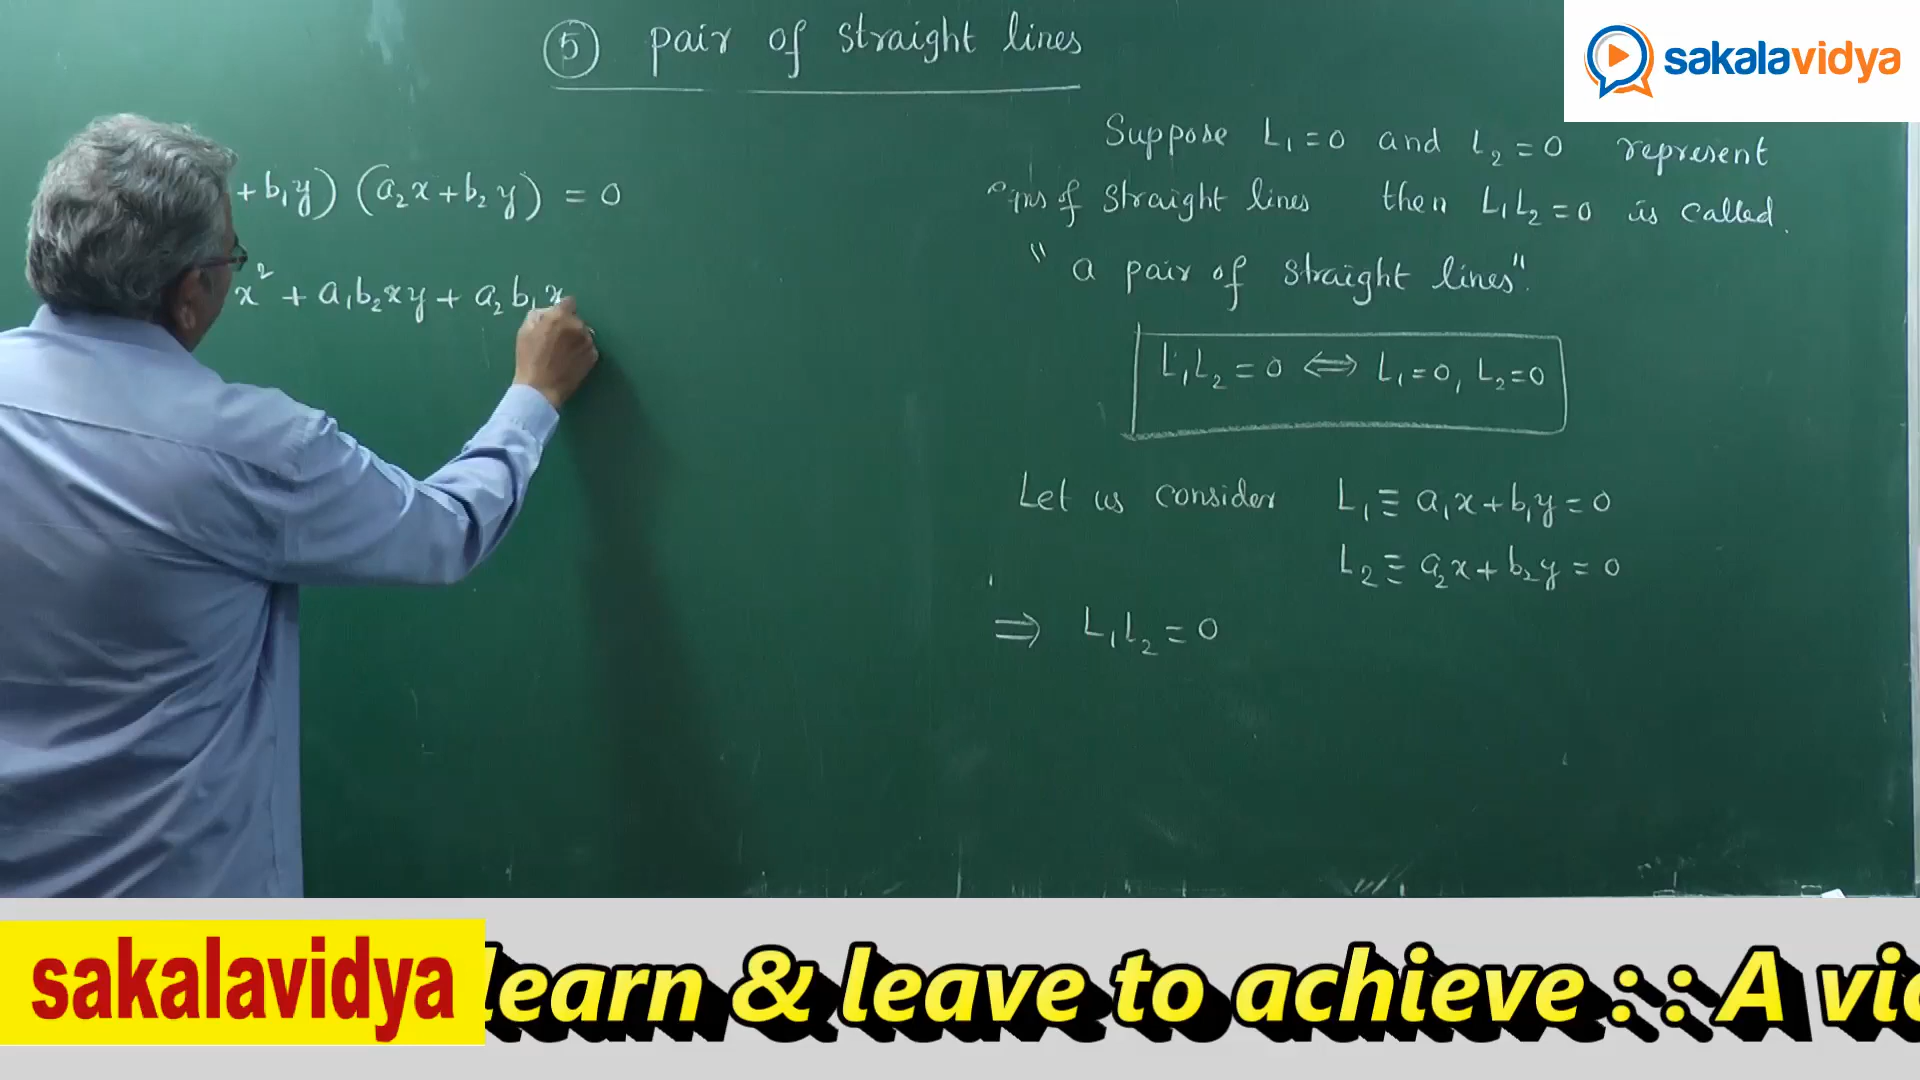 5 pair of straight lines
sakalavidya
+ b₁y) (a₂x + b₂y) = 0
x² + a₁b₂xy + a₂b₁x
Suppose L₁ = 0 and L₂ = 0 represent
of straight lines then L₁L₂ = 0 is called.
"a pair of straight lines".
L₁L₂ = 0 ⟺ L₁ = 0, L₂ = 0
Let us consider L₁ ≡ a₁x + b₁y = 0
L₂ ≡ a₂x + b₂y = 0
⇒ L₁L₂ = 0
sakalavidya
learn & leave to achieve : : A vi